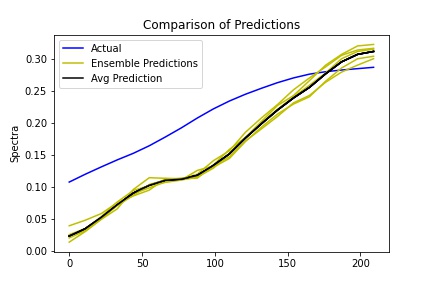 Comparison of Predictions
Actual
Ensemble Predictions
Avg Prediction
Spectra
0.30
0.25
0.20
0.15
0.10
0.05
0.00
0 50 100 150 200